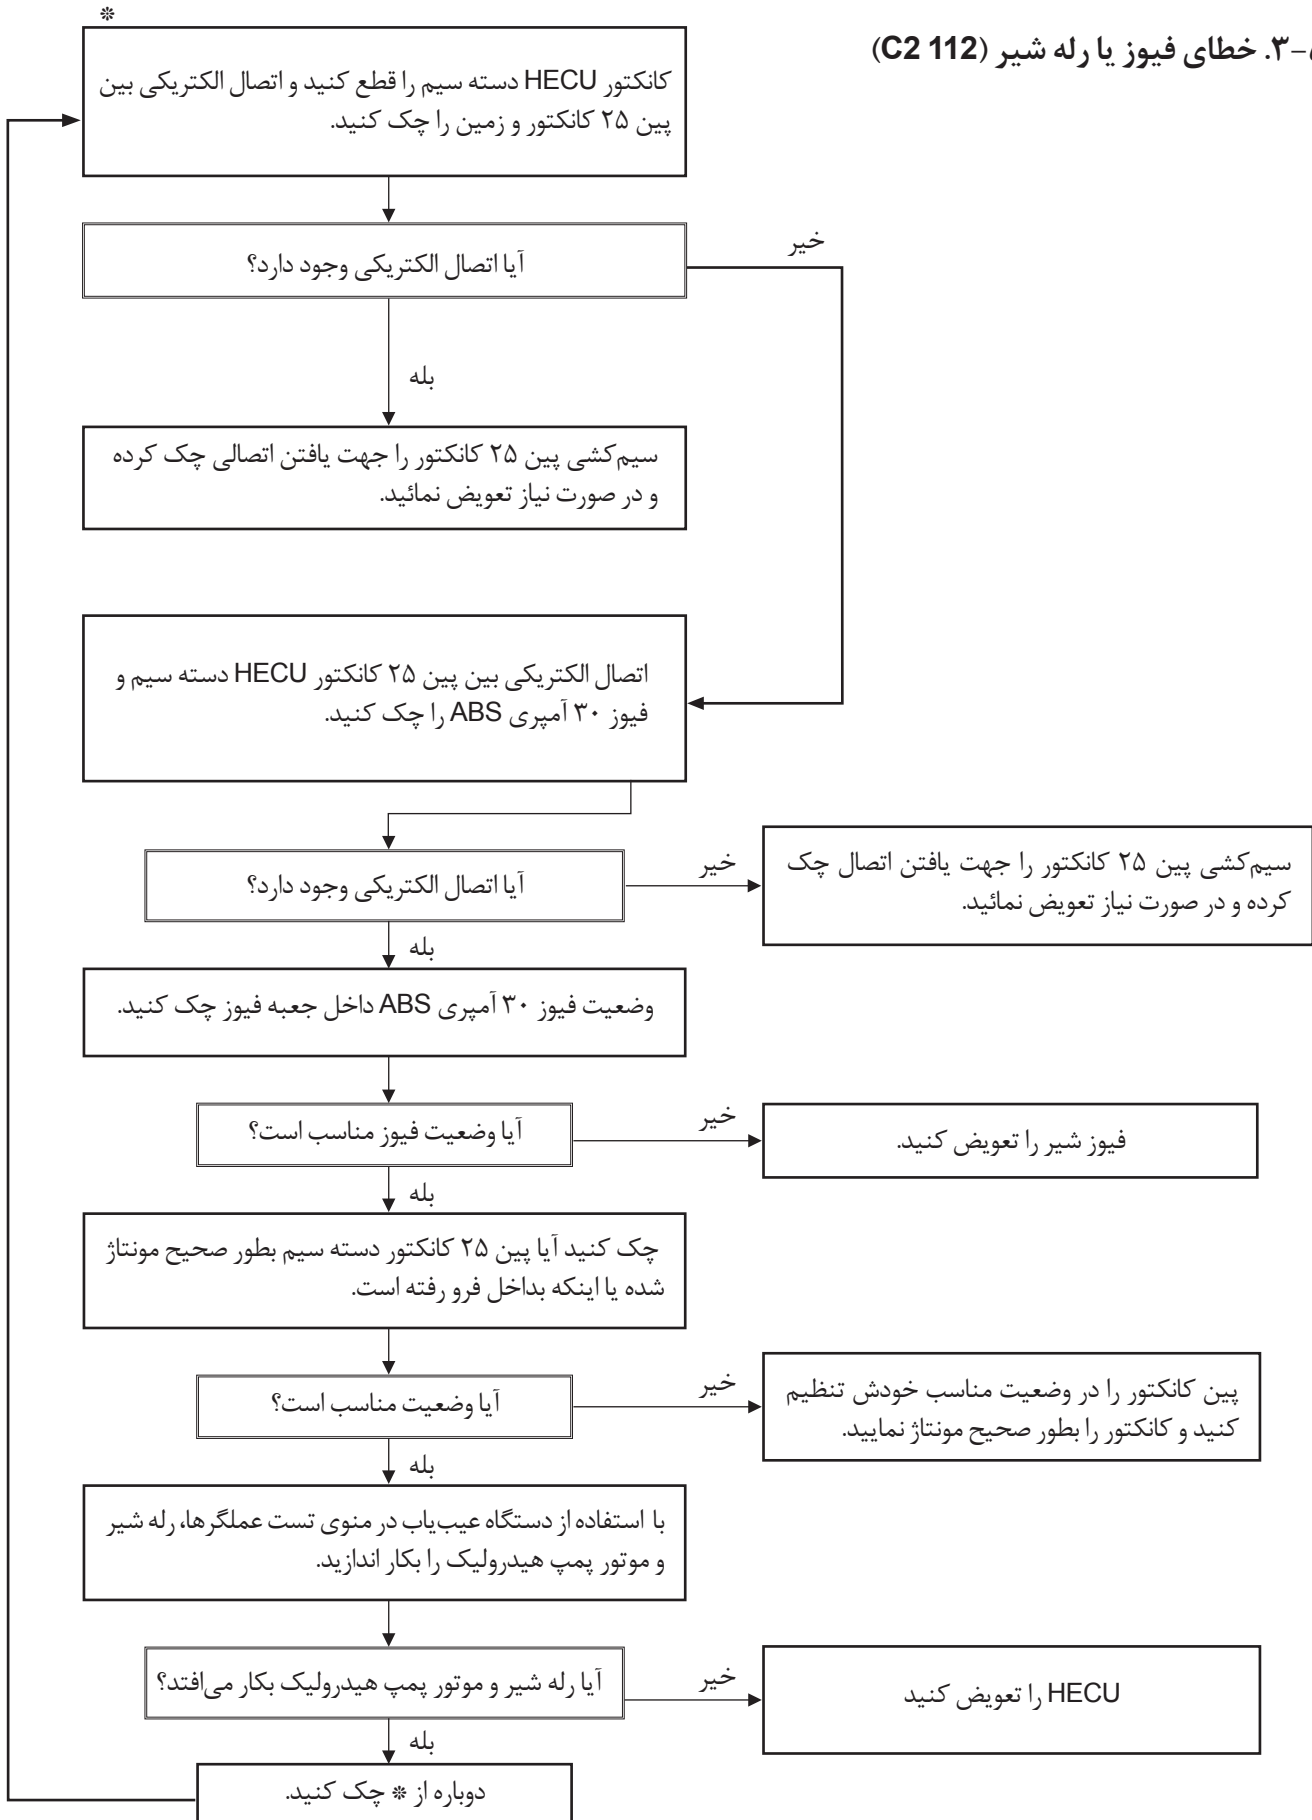 ۳-۵. خطای فیوز یا رله شیر (C2 112)
❊
کانکتور HECU دسته سیم را قطع کنید و اتصال الکتریکی بین
پین ۲۵ کانکتور و زمین را چک کنید.
آیا اتصال الکتریکی وجود دارد؟
خیر
بله
سیم‌کشی پین ۲۵ کانکتور را جهت یافتن اتصالی چک کرده
و در صورت نیاز تعویض نمائید.
اتصال الکتریکی بین پین ۲۵ کانکتور HECU دسته سیم و
فیوز ۳۰ آمپری ABS را چک کنید.
آیا اتصال الکتریکی وجود دارد؟
خیر
سیم‌کشی پین ۲۵ کانکتور را جهت یافتن اتصال چک
کرده و در صورت نیاز تعویض نمائید.
بله
وضعیت فیوز ۳۰ آمپری ABS داخل جعبه فیوز چک کنید.
آیا وضعیت فیوز مناسب است؟
خیر
فیوز شیر را تعویض کنید.
بله
چک کنید آیا پین ۲۵ کانکتور دسته سیم بطور صحیح مونتاژ
شده یا اینکه بداخل فرو رفته است.
آیا وضعیت مناسب است؟
خیر
پین کانکتور را در وضعیت مناسب خودش تنظیم
کنید و کانکتور را بطور صحیح مونتاژ نمایید.
بله
با استفاده از دستگاه عیب‌یاب در منوی تست عملگرها، رله شیر
و موتور پمپ هیدرولیک را بکار اندازید.
آیا رله شیر و موتور پمپ هیدرولیک بکار می‌افتد؟
خیر
HECU را تعویض کنید
بله
دوباره از ❊ چک کنید.